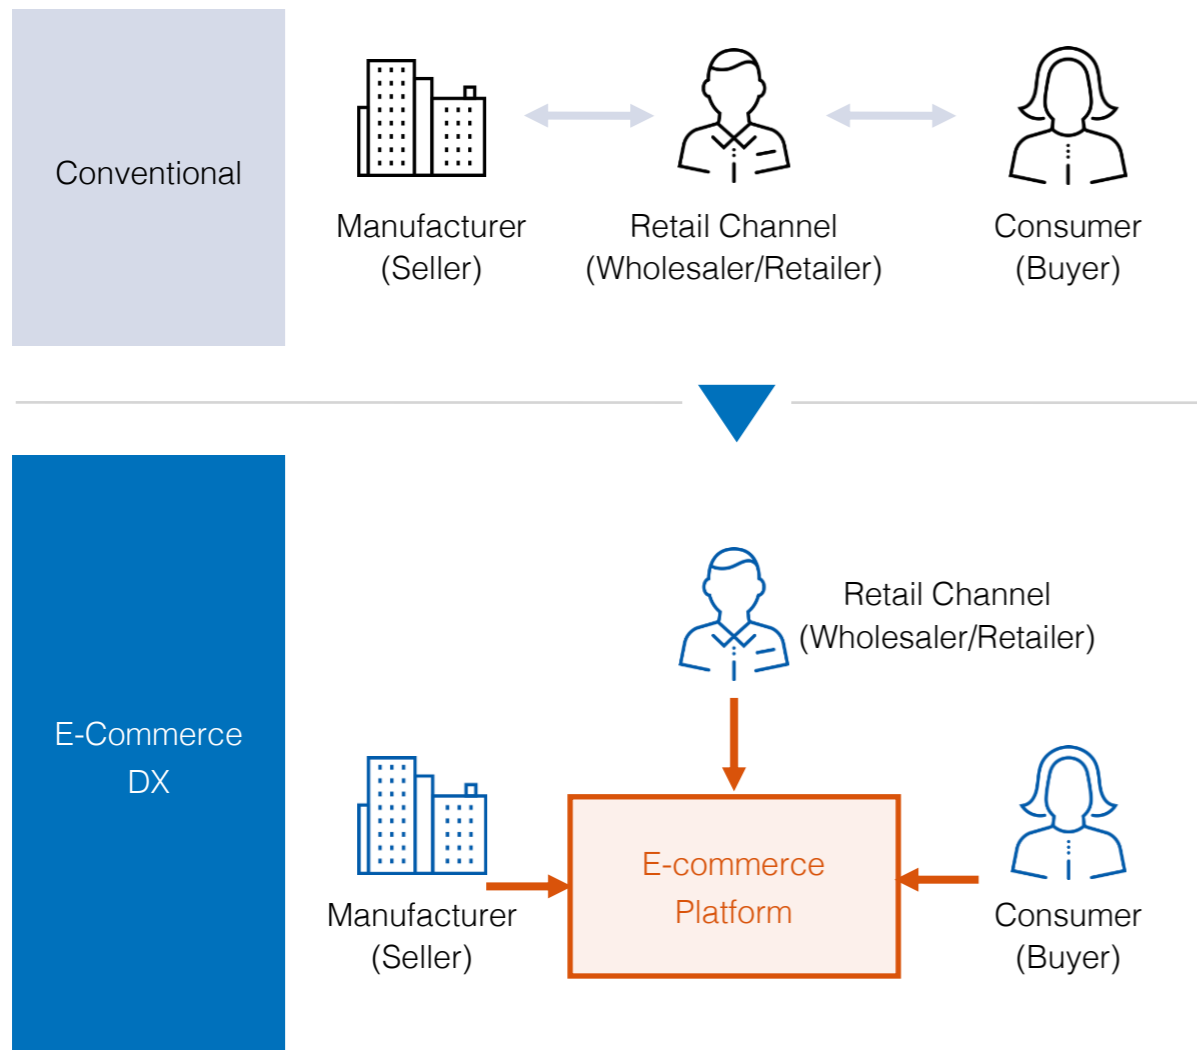 Conventional
Manufacturer
(Seller)
Retail Channel
(Wholesaler/Retailer)
Consumer
(Buyer)
E-Commerce
DX
Retail Channel
(Wholesaler/Retailer)
Manufacturer
(Seller)
E-commerce
Platform
Consumer
(Buyer)